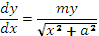 dy/dx = my/√(x² + a²)